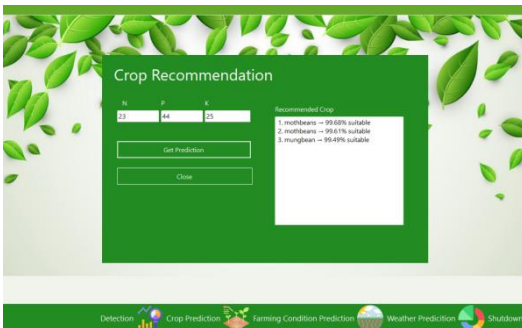 Crop Recommendation
N P K
23 44 25
Recommended Crop
1. mothbeans → 99.68% suitable
2. mothbeans → 99.61% suitable
3. mungbean → 99.49% suitable
Get Prediction
Close
Detection Crop Prediction Farming Condition Prediction Weather Predicition Shutdown